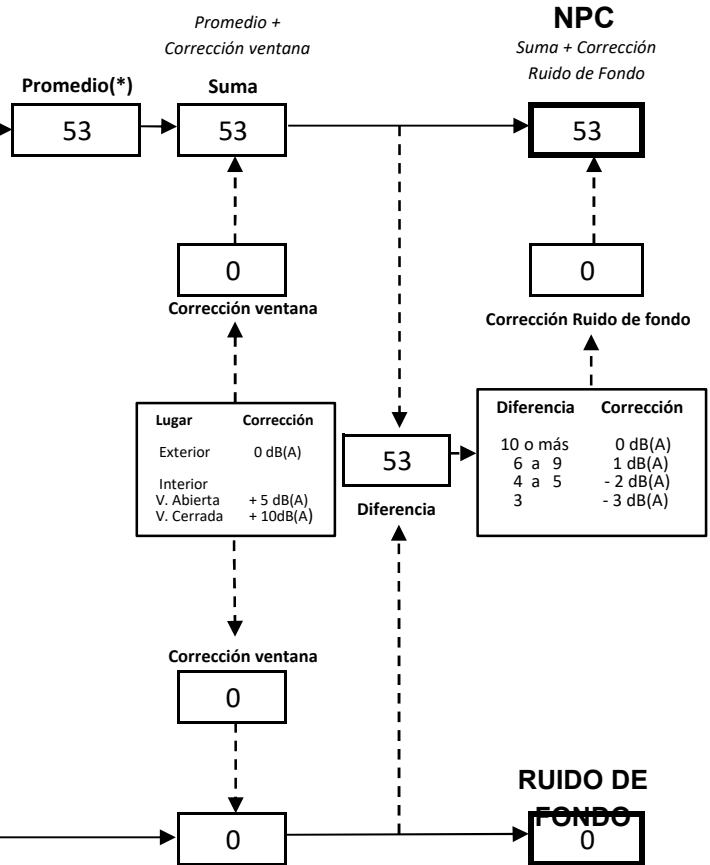 Promedio +
Corrección ventana
NPC
Suma + Corrección
Ruido de Fondo
Promedio(*)
Suma
53
53
53
0
0
Corrección ventana
Corrección Ruido de fondo
Lugar Corrección
Exterior 0 dB(A)
Interior
V. Abierta + 5 dB(A)
V. Cerrada + 10dB(A)
53
Diferencia
Diferencia Corrección
10 o más 0 dB(A)
6 a 9 1 dB(A)
4 a 5 - 2 dB(A)
3 - 3 dB(A)
Corrección ventana
0
RUIDO DE
FONDO
0
0